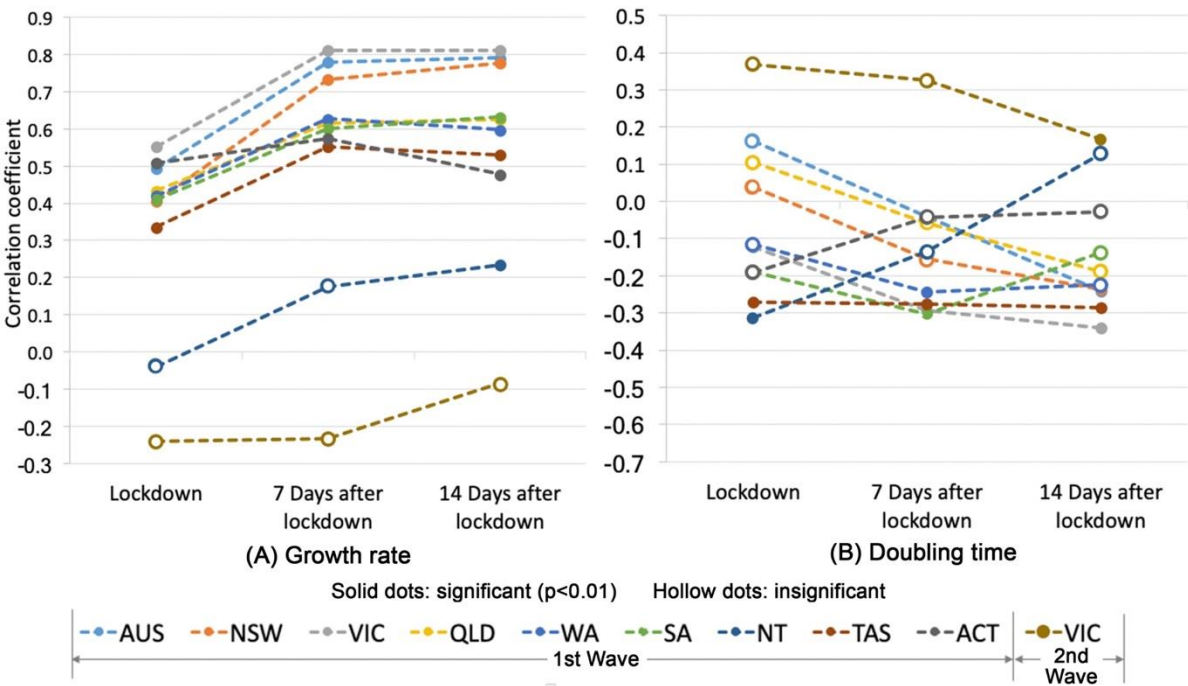 0.9
0.8
0.7
0.6
0.5
0.4
0.3
0.2
0.1
0.0
-0.1
-0.2
-0.3
Correlation coefficient
Lockdown
7 Days after
lockdown
14 Days after
lockdown
(A) Growth rate
0.5
0.4
0.3
0.2
0.1
0.0
-0.1
-0.2
-0.3
-0.4
-0.5
-0.6
-0.7
Lockdown
7 Days after
lockdown
14 Days after
lockdown
(B) Doubling time
Solid dots: significant (p<0.01) Hollow dots: insignificant
AUS NSW VIC QLD WA SA NT TAS ACT VIC
1st Wave
2nd
Wave